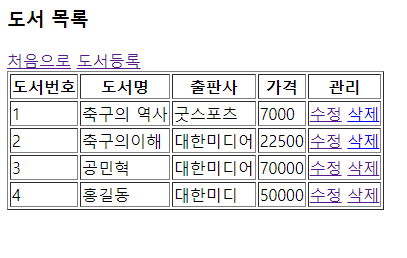 도서 목록
처음으로 도서등록
도서번호 도서명 출판사 가격 관리
1 축구의 역사 굿스포츠 7000 수정 삭제
2 축구의이해 대한미디어 22500 수정 삭제
3 공민혁 대한미디어 70000 수정 삭제
4 홍길동 대한미디 50000 수정 삭제